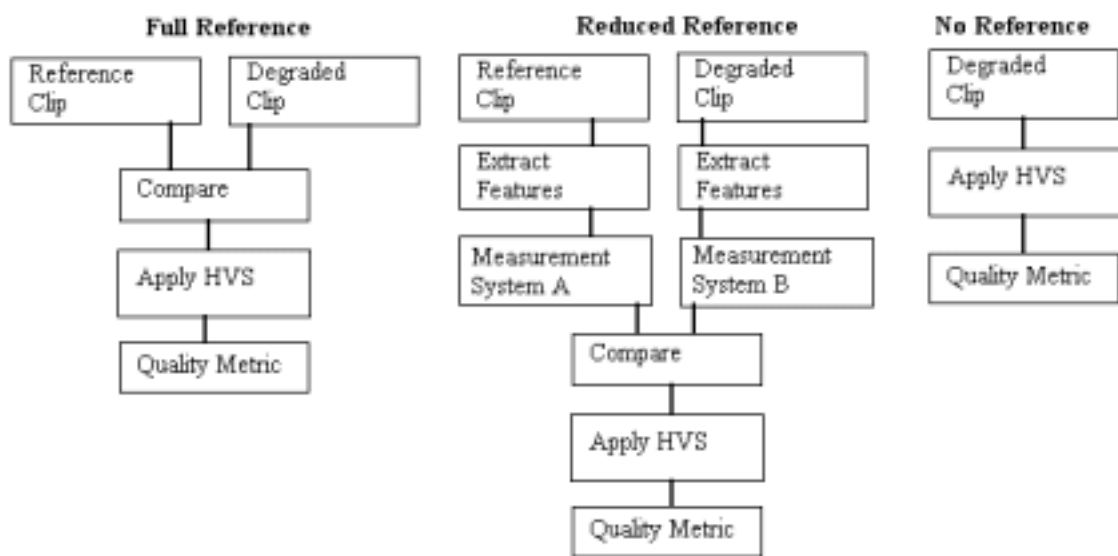 Full Reference
Reference
Clip
Degraded
Clip
Compare
Apply HVS
Quality Metric
Reduced Reference
Reference
Clip
Degraded
Clip
Extract
Features
Extract
Features
Measurement
System A
Measurement
System B
Compare
Apply HVS
Quality Metric
No Reference
Degraded
Clip
Apply HVS
Quality Metric